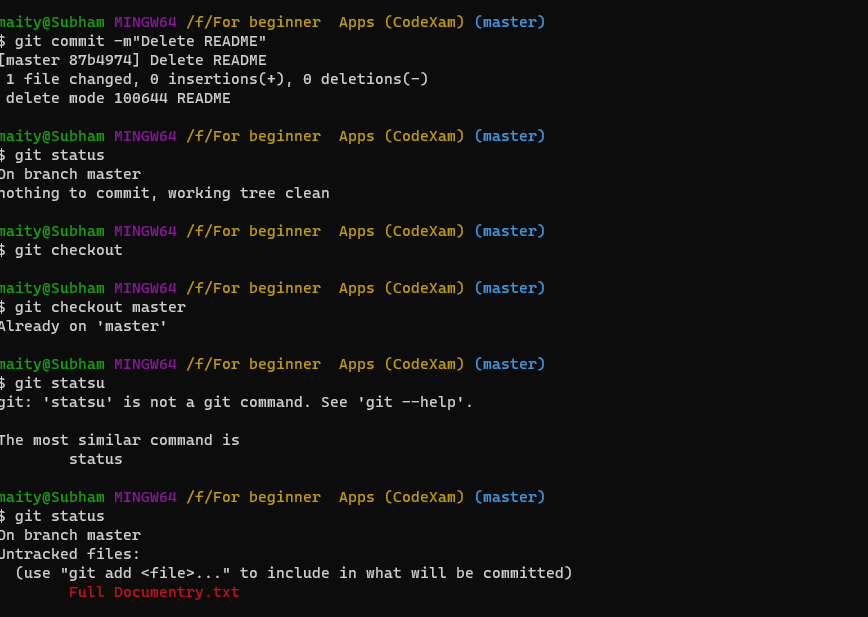 maity@Subham MINGW64 /f/For beginner  Apps (CodeXam) (master)
$ git commit -m"Delete README"
[master 87b4974] Delete README
 1 file changed, 0 insertions(+), 0 deletions(-)
 delete mode 100644 README
maity@Subham MINGW64 /f/For beginner  Apps (CodeXam) (master)
$ git status
On branch master
nothing to commit, working tree clean
maity@Subham MINGW64 /f/For beginner  Apps (CodeXam) (master)
$ git checkout
maity@Subham MINGW64 /f/For beginner  Apps (CodeXam) (master)
$ git checkout master
Already on 'master'
maity@Subham MINGW64 /f/For beginner  Apps (CodeXam) (master)
$ git statsu
git: 'statsu' is not a git command. See 'git --help'.
The most similar command is
        status
maity@Subham MINGW64 /f/For beginner  Apps (CodeXam) (master)
$ git status
On branch master
Untracked files:
  (use "git add <file>..." to include in what will be committed)
        Full Documentry.txt